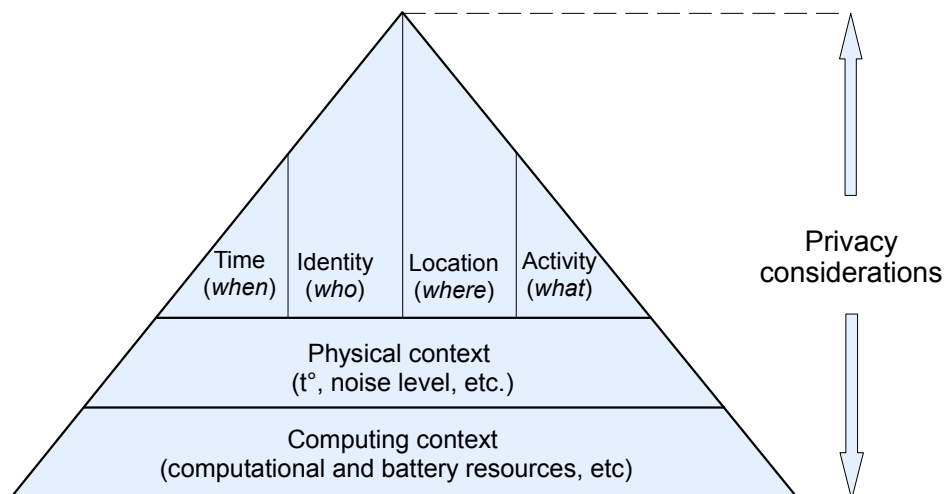 Time
(when)
Identity
(who)
Location
(where)
Activity
(what)
Physical context
(t°, noise level, etc.)
Computing context
(computational and battery resources, etc)
Privacy
considerations